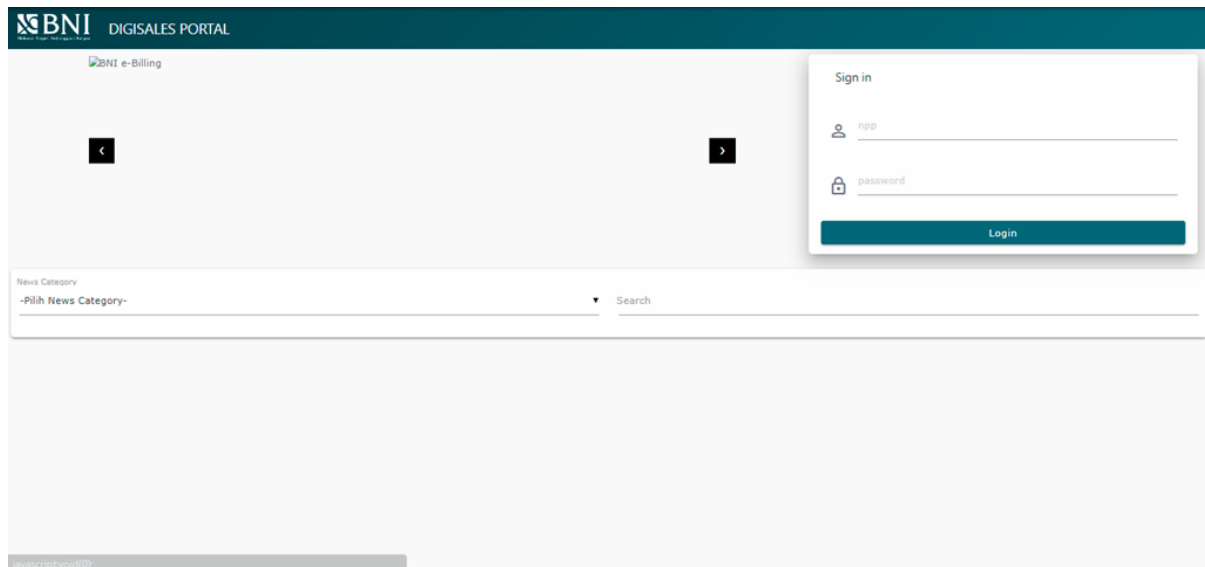 BNI DIGISALES PORTAL
BNI e-Billing
Sign in
npp
password
Login
News Category
-Pilih News Category-
Search
javascript:void(0);